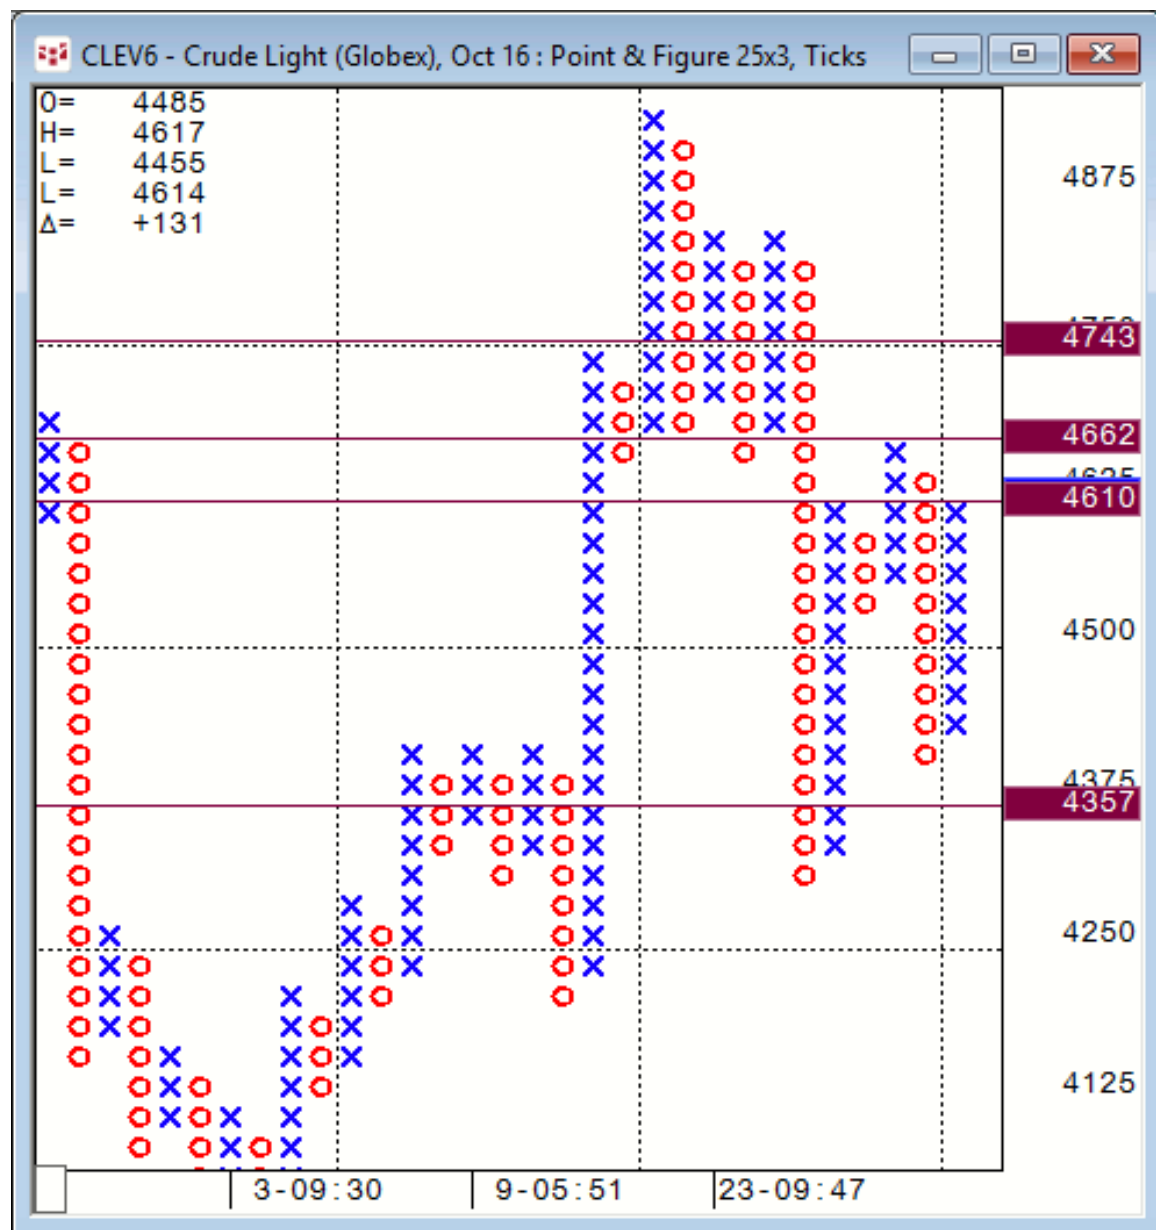 CLEV6 - Crude Light (Globex), Oct 16 : Point & Figure 25x3, Ticks
O= 4485
H= 4617
L= 4455
L= 4614
Δ= +131
4875
4743
4662
4610
4500
4375
4357
4250
4125
3-09:30 9-05:51 23-09:47